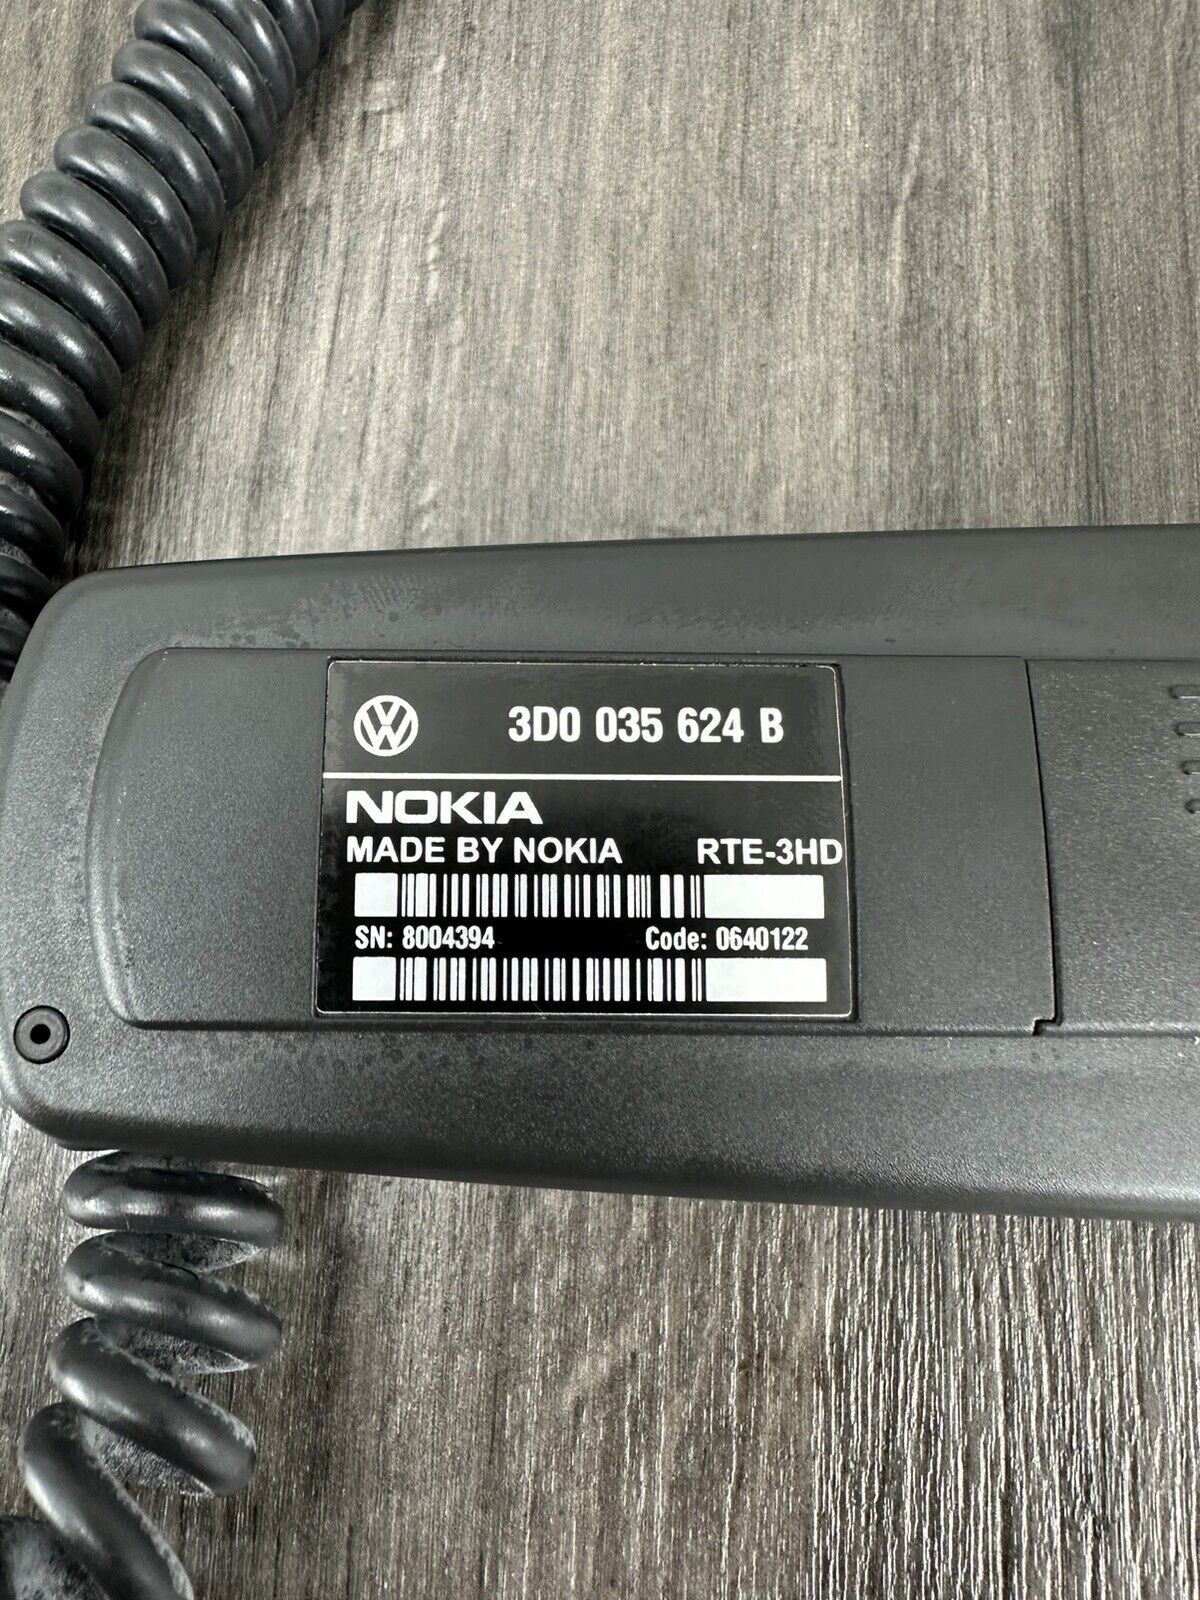 3D0 035 624 B
NOKIA
MADE BY NOKIA RTE-3HD
SN: 8004394 Code: 0640122